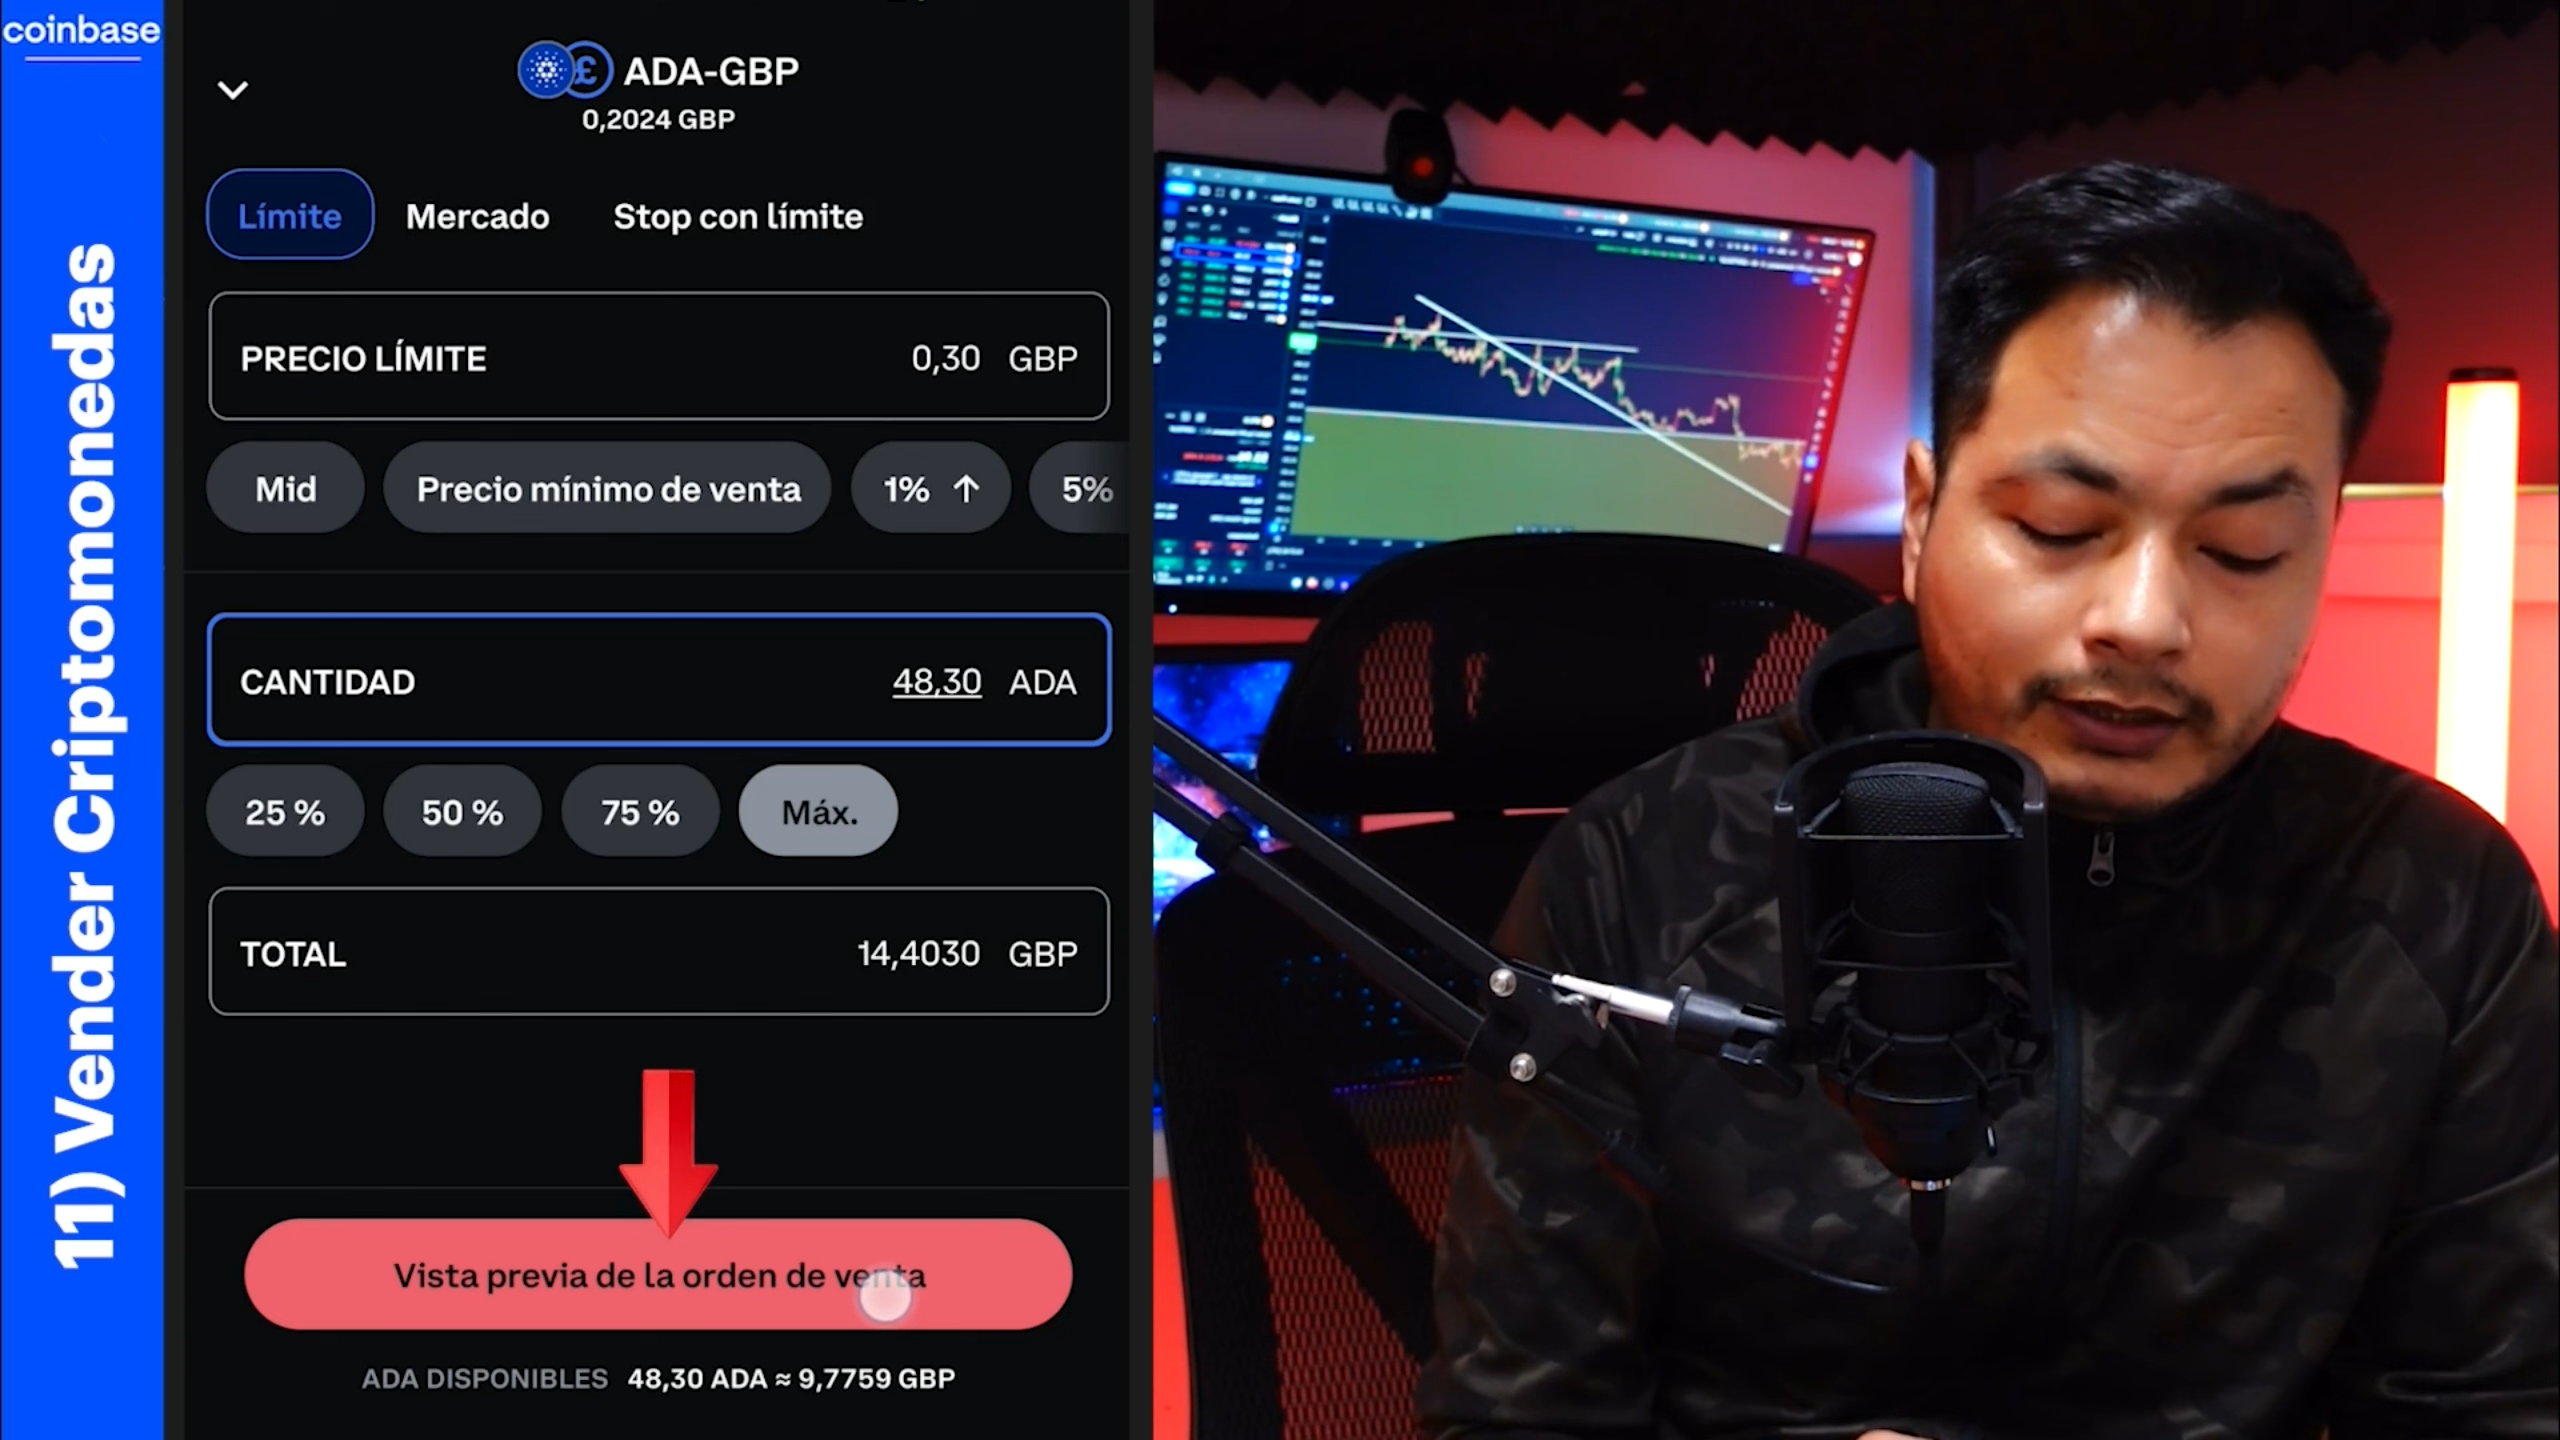 coinbase
11) Vender Criptomonedas
£ ADA-GBP
0,2024 GBP
Límite Mercado Stop con límite
PRECIO LÍMITE 0,30 GBP
Mid Precio mínimo de venta 1% ↑ 5%
CANTIDAD 48,30 ADA
25 % 50 % 75 % Máx.
TOTAL 14,4030 GBP
Vista previa de la orden de venta
ADA DISPONIBLES 48,30 ADA ≈ 9,7759 GBP